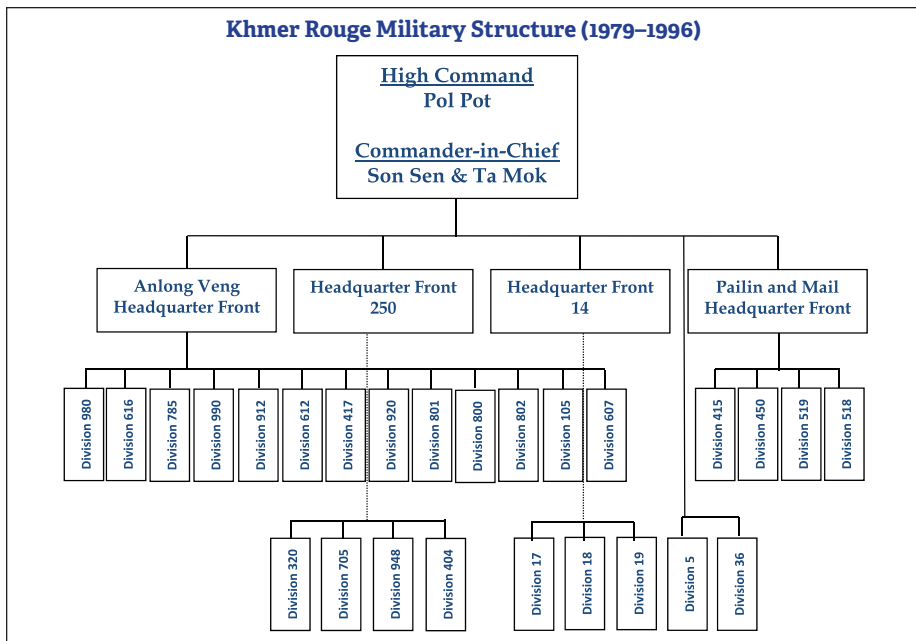 Khmer Rouge Military Structure (1979–1996)
High Command
Pol Pot
Commander-in-Chief
Son Sen & Ta Mok
Anlong Veng
Headquarter Front
Headquarter Front
250
Headquarter Front
14
Pailin and Mail
Headquarter Front
Division 980
Division 616
Division 785
Division 990
Division 912
Division 612
Division 417
Division 920
Division 801
Division 800
Division 802
Division 105
Division 607
Division 415
Division 450
Division 519
Division 518
Division 320
Division 705
Division 948
Division 404
Division 17
Division 18
Division 19
Division 5
Division 36